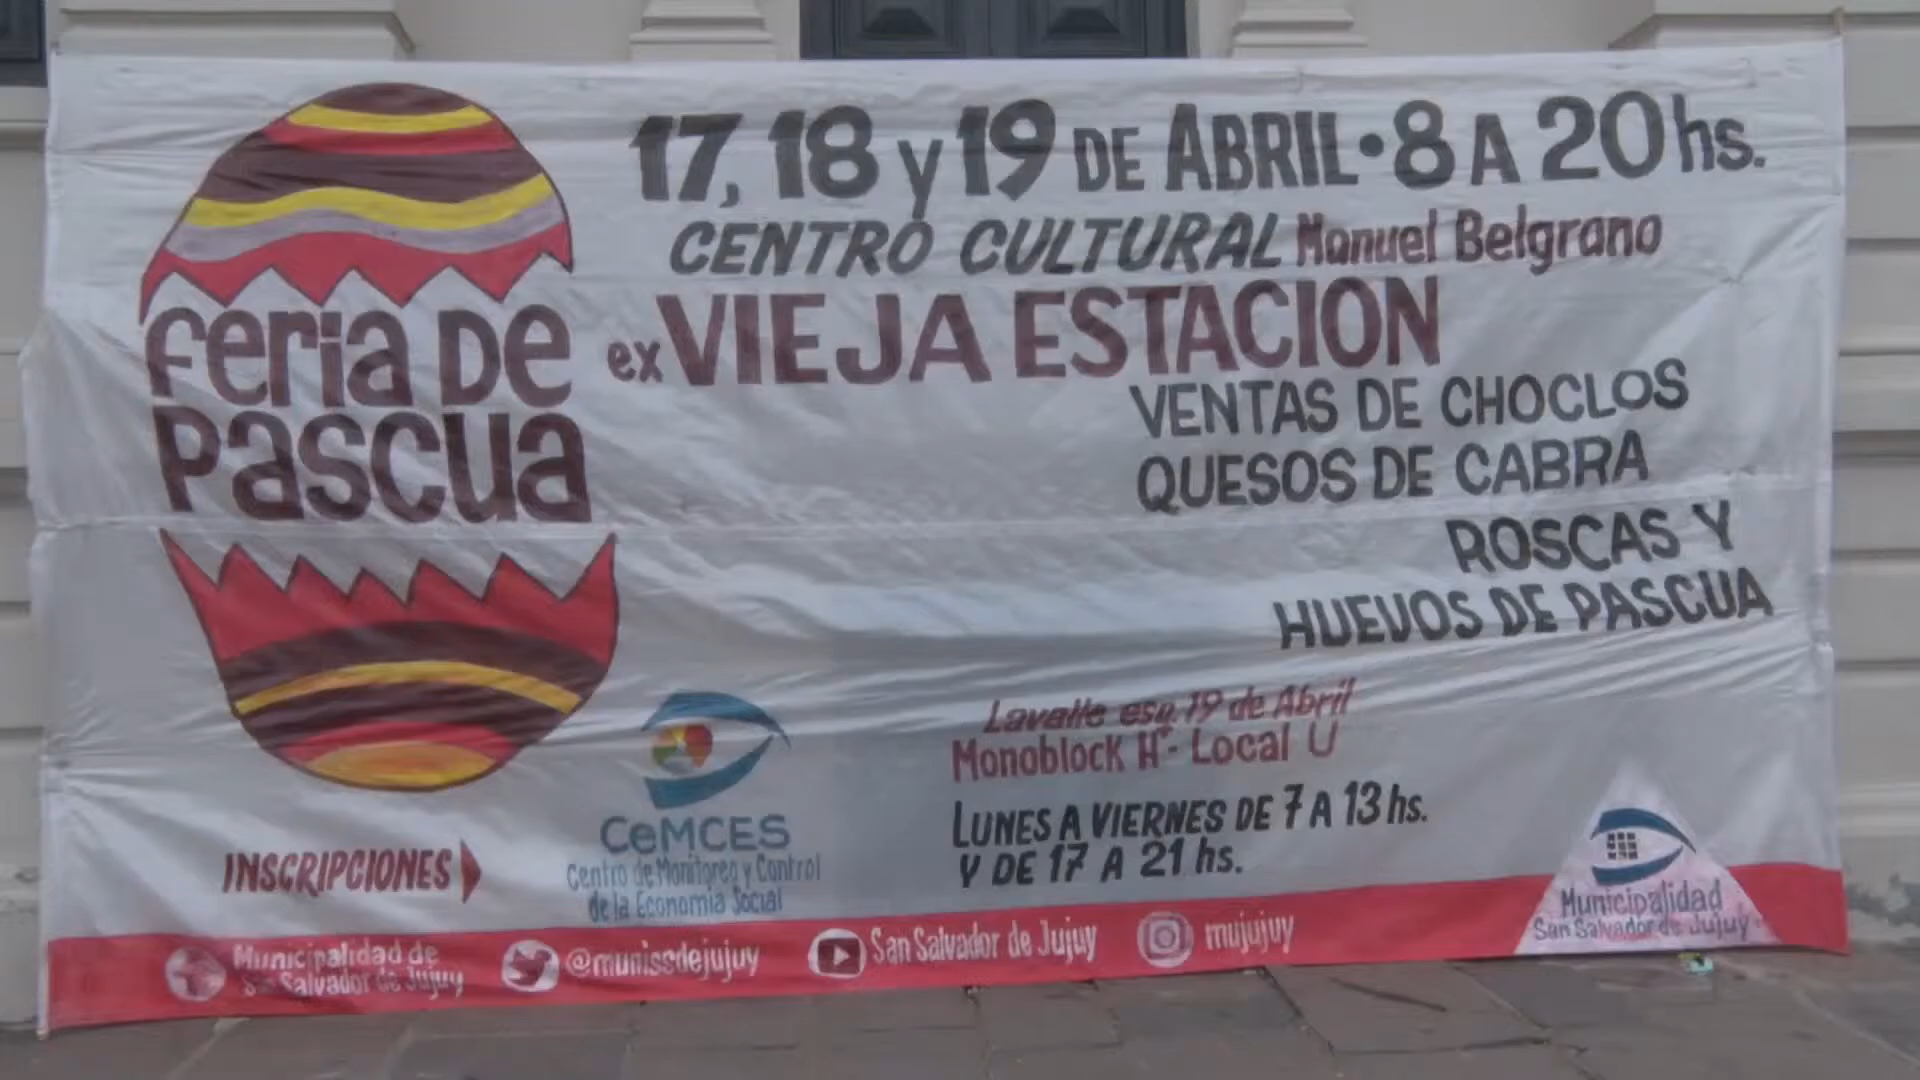 Feria de
Pascua
17, 18 y 19 DE ABRIL • 8 A 20 hs.
CENTRO CULTURAL Manuel Belgrano
ex VIEJA ESTACION
VENTAS DE CHOCLOS
QUESOS DE CABRA
ROSCAS Y
HUEVOS DE PASCUA
INSCRIPCIONES
CeMCES
Centro de Monitoreo y Control
de la Economia Social
Lavalle esq. 19 de Abril
Monoblock H - Local U
LUNES A VIERNES DE 7 A 13 hs.
Y DE 17 A 21 hs.
Municipalidad
San Salvador de Jujuy
Municipalidad de
San Salvador de Jujuy
@munissdejujuy
San Salvador de Jujuy
mujujuy